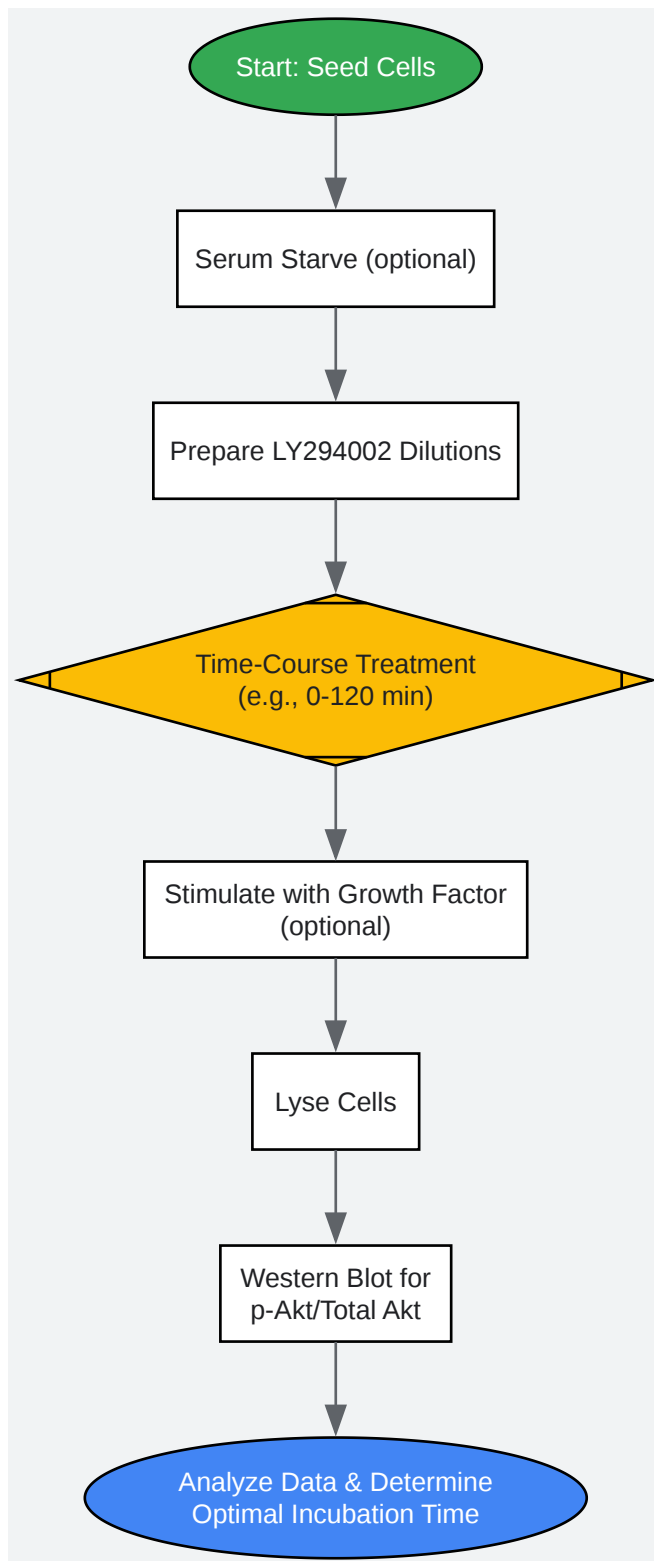 Start: Seed Cells
Serum Starve (optional)
Prepare LY294002 Dilutions
Time-Course Treatment
(e.g., 0-120 min)
Stimulate with Growth Factor
(optional)
Lyse Cells
Western Blot for
p-Akt/Total Akt
Analyze Data & Determine
Optimal Incubation Time